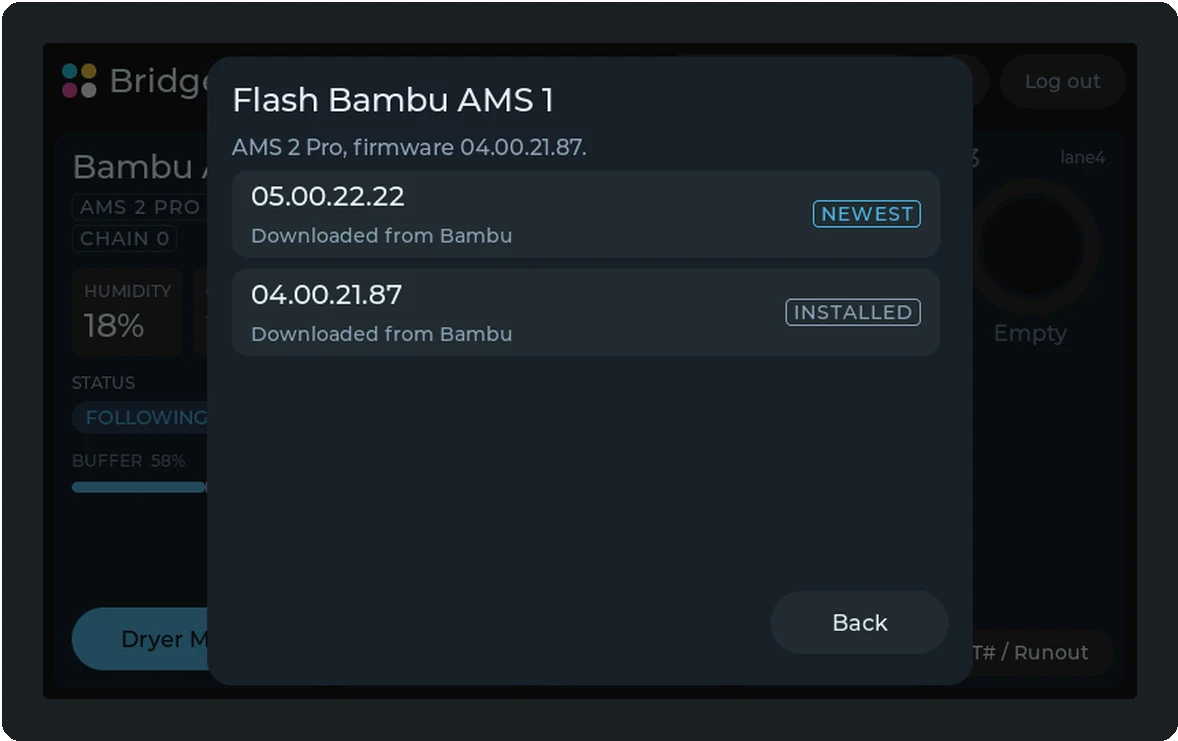 Bridge
Log out
Flash Bambu AMS 1
AMS 2 Pro, firmware 04.00.21.87.
05.00.22.22
Downloaded from Bambu
NEWEST
04.00.21.87
Downloaded from Bambu
INSTALLED
Back
Bambu
AMS 2 PRO
CHAIN 0
HUMIDITY
18%
STATUS
FOLLOWING
BUFFER 58%
Dryer
3
lane4
Empty
T# / Runout